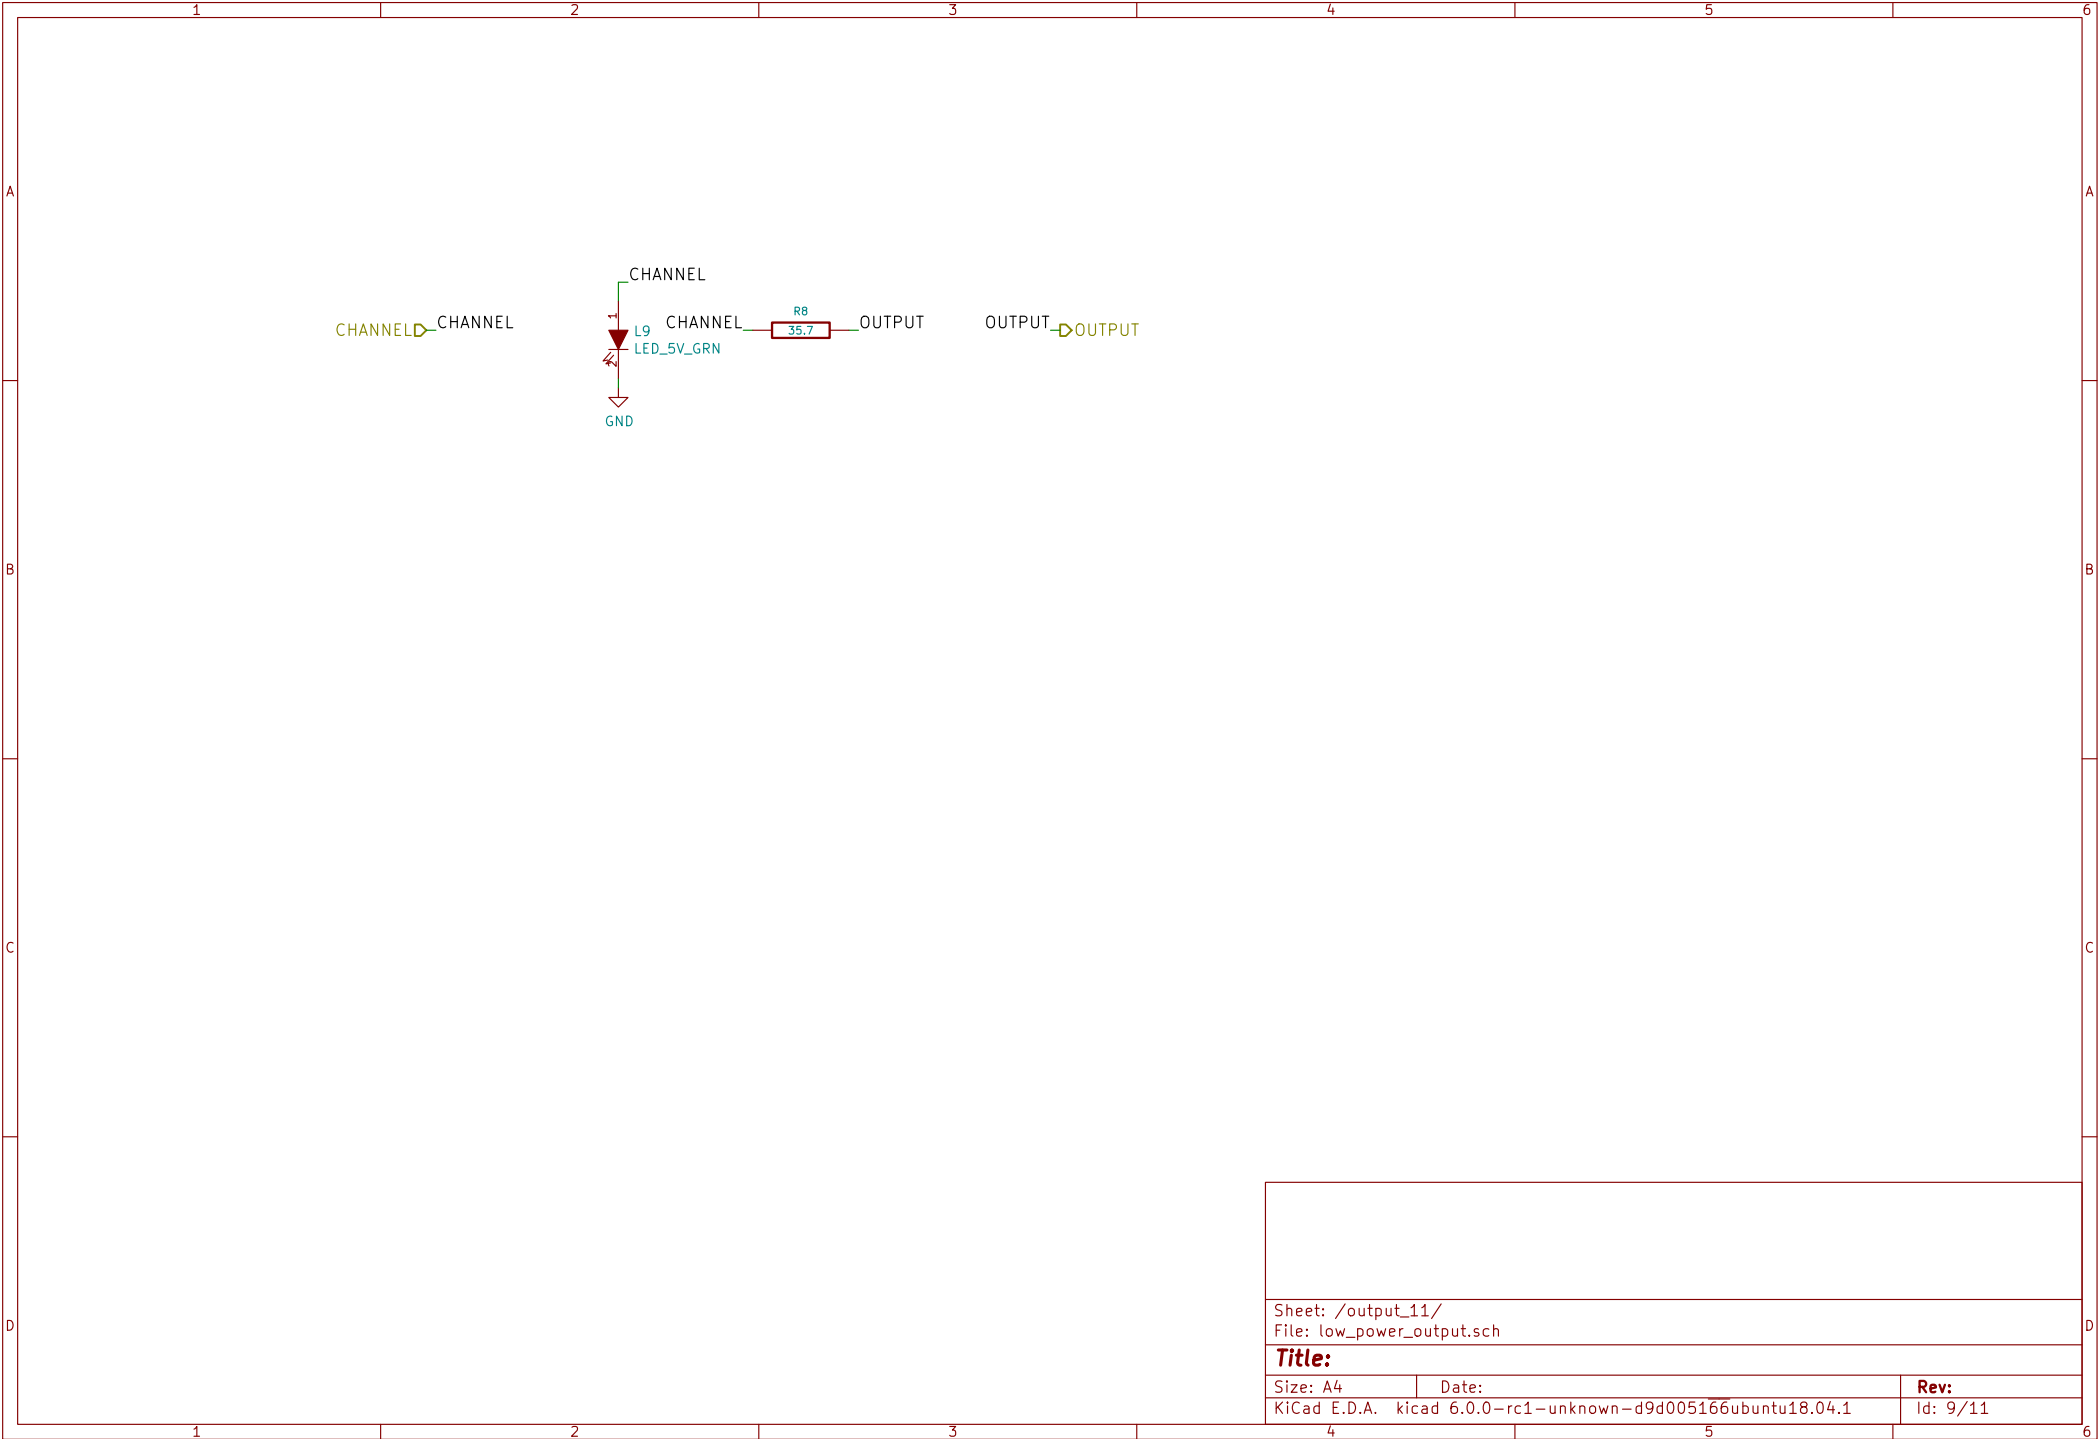 1 2 3 4 5 6
A A
CHANNEL
CHANNEL CHANNEL
1
L9
LED_5V_GRN
2
GND
CHANNEL R8 35.7 OUTPUT
OUTPUT OUTPUT
B B
C C
D D
Sheet: /output_11/
File: low_power_output.sch
Title:
Size: A4 Date: Rev:
KiCad E.D.A. kicad 6.0.0-rc1-unknown-d9d005166ubuntu18.04.1 Id: 9/11
1 2 3 4 5 6